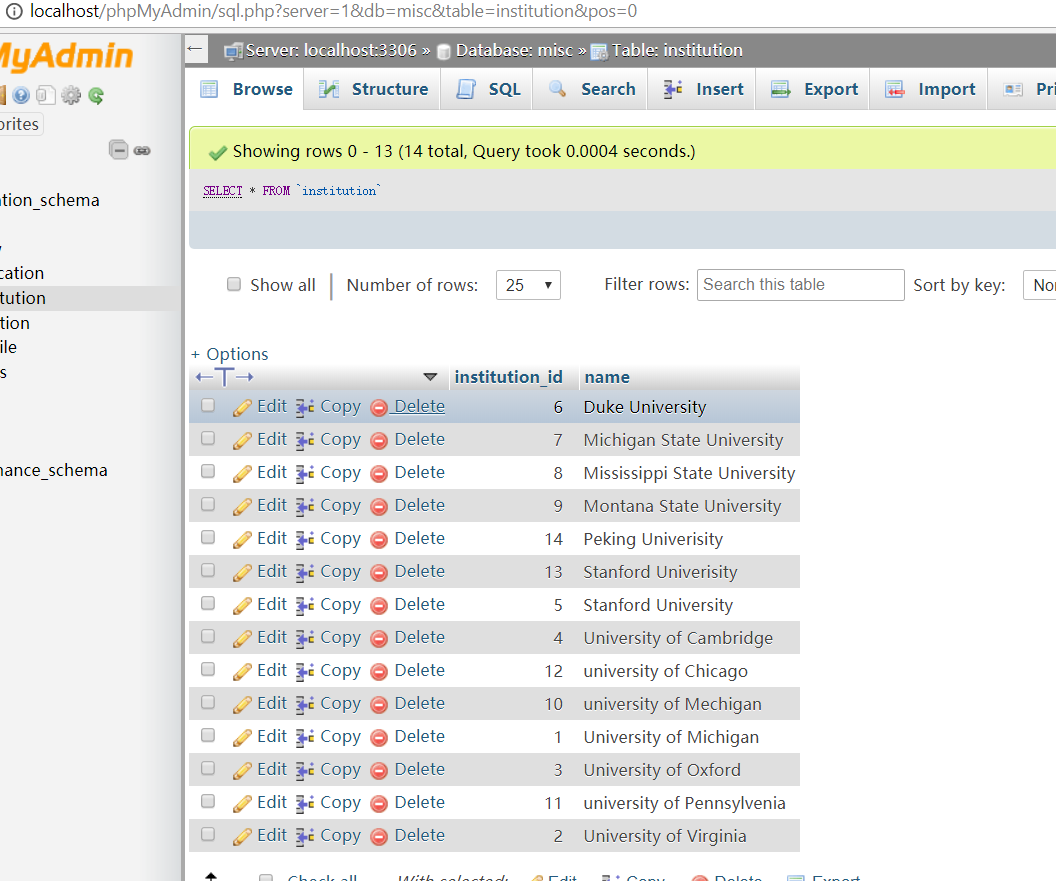 localhost/phpMyAdmin/sql.php?server=1&db=misc&table=institution&pos=0
MyAdmin
Server: localhost:3306 » Database: misc » Table: institution
Browse Structure SQL Search Insert Export Import Pri
orites
Showing rows 0 - 13 (14 total, Query took 0.0004 seconds.)
SELECT * FROM `institution`
ation_schema
cation
tution
tion
ile
s
nance_schema
Show all Number of rows: 25 Filter rows: Search this table Sort by key: Non
+ Options
←T→ institution_id name
Edit Copy Delete 6 Duke University
Edit Copy Delete 7 Michigan State University
Edit Copy Delete 8 Mississippi State University
Edit Copy Delete 9 Montana State University
Edit Copy Delete 14 Peking Univerisity
Edit Copy Delete 13 Stanford Univerisity
Edit Copy Delete 5 Stanford University
Edit Copy Delete 4 University of Cambridge
Edit Copy Delete 12 university of Chicago
Edit Copy Delete 10 university of Mechigan
Edit Copy Delete 1 University of Michigan
Edit Copy Delete 3 University of Oxford
Edit Copy Delete 11 university of Pennsylvenia
Edit Copy Delete 2 University of Virginia
Check all With selected: Edit Copy Delete Export